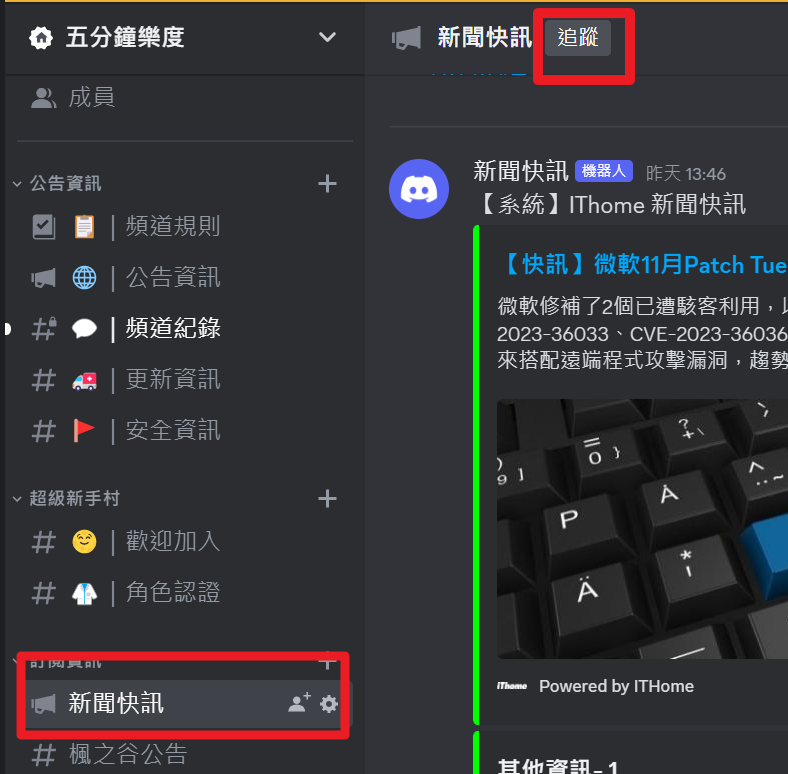 五分鐘樂度
成員
公告資訊
| 頻道規則
| 公告資訊
| 頻道紀錄
| 更新資訊
| 安全資訊
超級新手村
| 歡迎加入
| 角色認證
訂閱資訊
新聞快訊
楓之谷公告
新聞快訊 追蹤
新聞快訊 機器人 昨天 13:46
【系統】IThome 新聞快訊
【快訊】微軟11月Patch Tue
微軟修補了2個已遭駭客利用，以
2023-36033、CVE-2023-36036
來搭配遠端程式攻擊漏洞，趨勢
P
Ä
iThome Powered by ITHome
其他資訊- 1